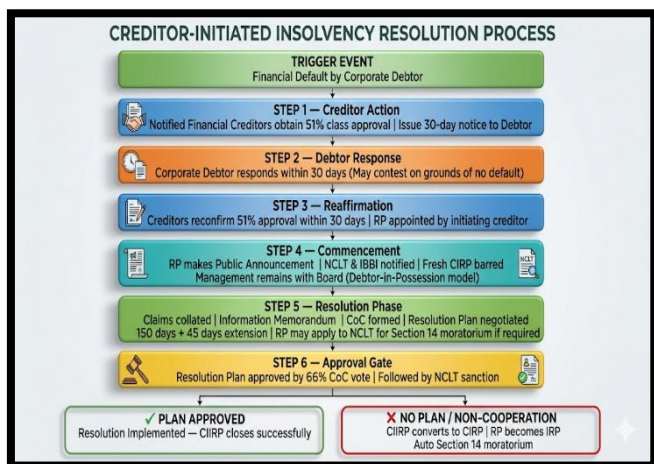 CREDITOR-INITIATED INSOLVENCY RESOLUTION PROCESS
TRIGGER EVENT
Financial Default by Corporate Debtor
STEP 1 — Creditor Action
Notified Financial Creditors obtain 51% class approval | Issue 30-day notice to Debtor
STEP 2 — Debtor Response
Corporate Debtor responds within 30 days (May contest on grounds of no default)
STEP 3 — Reaffirmation
Creditors reconfirm 51% approval within 30 days | RP appointed by initiating creditor
STEP 4 — Commencement
RP makes Public Announcement | NCLT & IBBI notified | Fresh CIRP barred
Management remains with Board (Debtor-in-Possession model)
NCLT
STEP 5 — Resolution Phase
Claims collated | Information Memorandum | CoC formed | Resolution Plan negotiated
150 days + 45 days extension | RP may apply to NCLT for Section 14 moratorium if required
STEP 6 — Approval Gate
Resolution Plan approved by 66% CoC vote | Followed by NCLT sanction
✓ PLAN APPROVED
Resolution Implemented — CIIRP closes successfully
✗ NO PLAN / NON-COOPERATION
CIIRP converts to CIRP | RP becomes IRP
Auto Section 14 moratorium